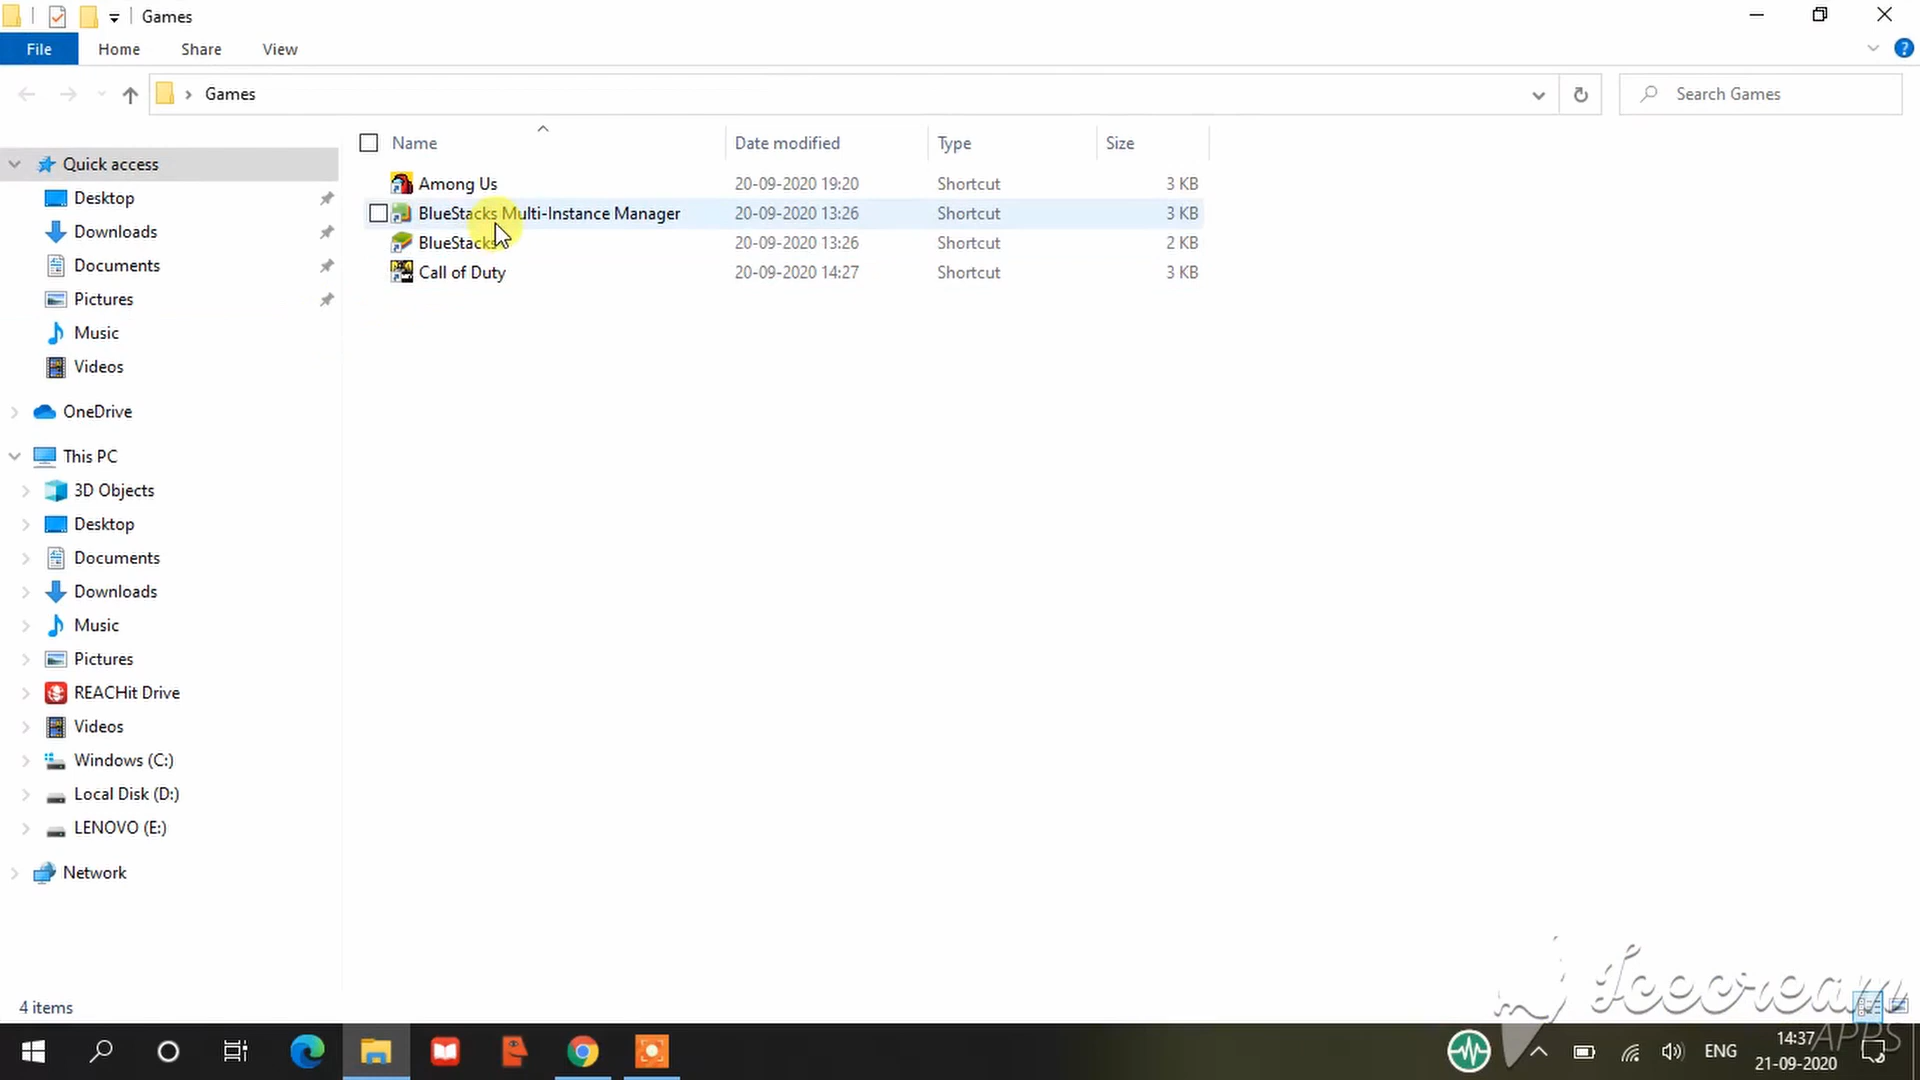 Games
File Home Share View
Games
Search Games
Name Date modified Type Size
Quick access
Desktop
Downloads
Documents
Pictures
Music
Videos
OneDrive
This PC
3D Objects
Desktop
Documents
Downloads
Music
Pictures
REACHit Drive
Videos
Windows (C:)
Local Disk (D:)
LENOVO (E:)
Network
Among Us 20-09-2020 19:20 Shortcut 3 KB
BlueStacks Multi-Instance Manager 20-09-2020 13:26 Shortcut 3 KB
BlueStacks 20-09-2020 13:26 Shortcut 2 KB
Call of Duty 20-09-2020 14:27 Shortcut 3 KB
4 items
Icecream
APPS
ENG
14:37
21-09-2020